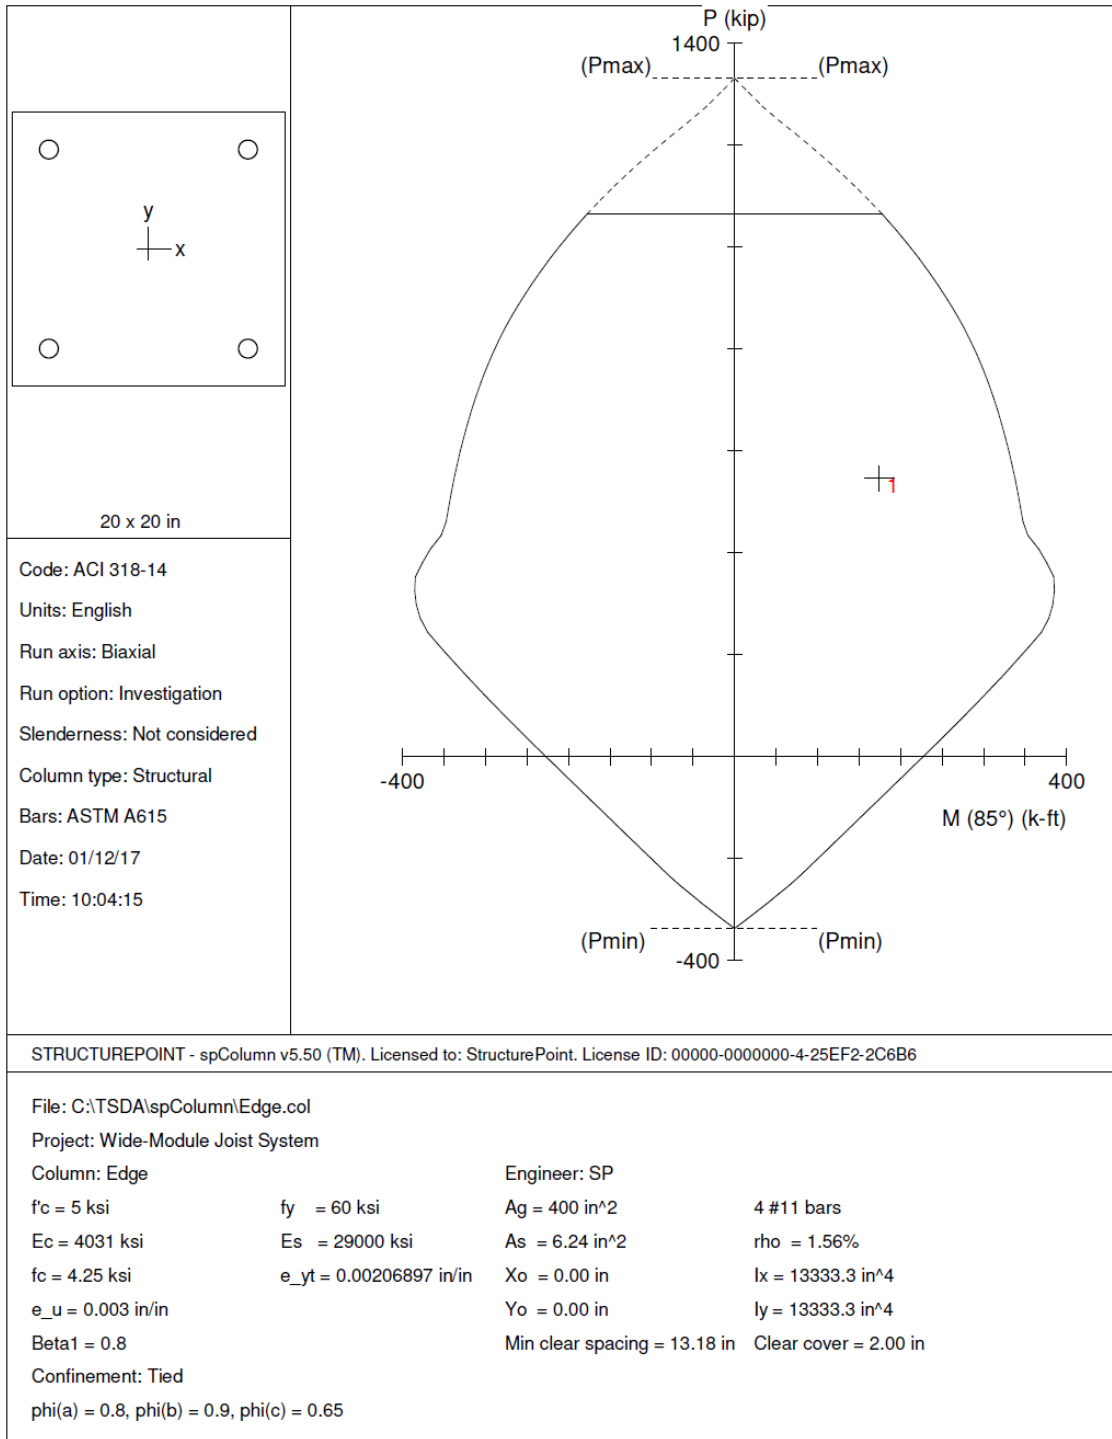 P (kip)
1400
(Pmax)
(Pmax)
y
x
1
20 x 20 in
Code: ACI 318-14
Units: English
Run axis: Biaxial
Run option: Investigation
Slenderness: Not considered
Column type: Structural
Bars: ASTM A615
Date: 01/12/17
Time: 10:04:15
-400
400
M (85°) (k-ft)
(Pmin)
(Pmin)
-400
STRUCTUREPOINT - spColumn v5.50 (TM). Licensed to: StructurePoint. License ID: 00000-0000000-4-25EF2-2C6B6
File: C:\TSDA\spColumn\Edge.col
Project: Wide-Module Joist System
Column: Edge Engineer: SP
f'c = 5 ksi fy = 60 ksi Ag = 400 in^2 4 #11 bars
Ec = 4031 ksi Es = 29000 ksi As = 6.24 in^2 rho = 1.56%
fc = 4.25 ksi e_yt = 0.00206897 in/in Xo = 0.00 in Ix = 13333.3 in^4
e_u = 0.003 in/in Yo = 0.00 in Iy = 13333.3 in^4
Beta1 = 0.8 Min clear spacing = 13.18 in Clear cover = 2.00 in
Confinement: Tied
phi(a) = 0.8, phi(b) = 0.9, phi(c) = 0.65